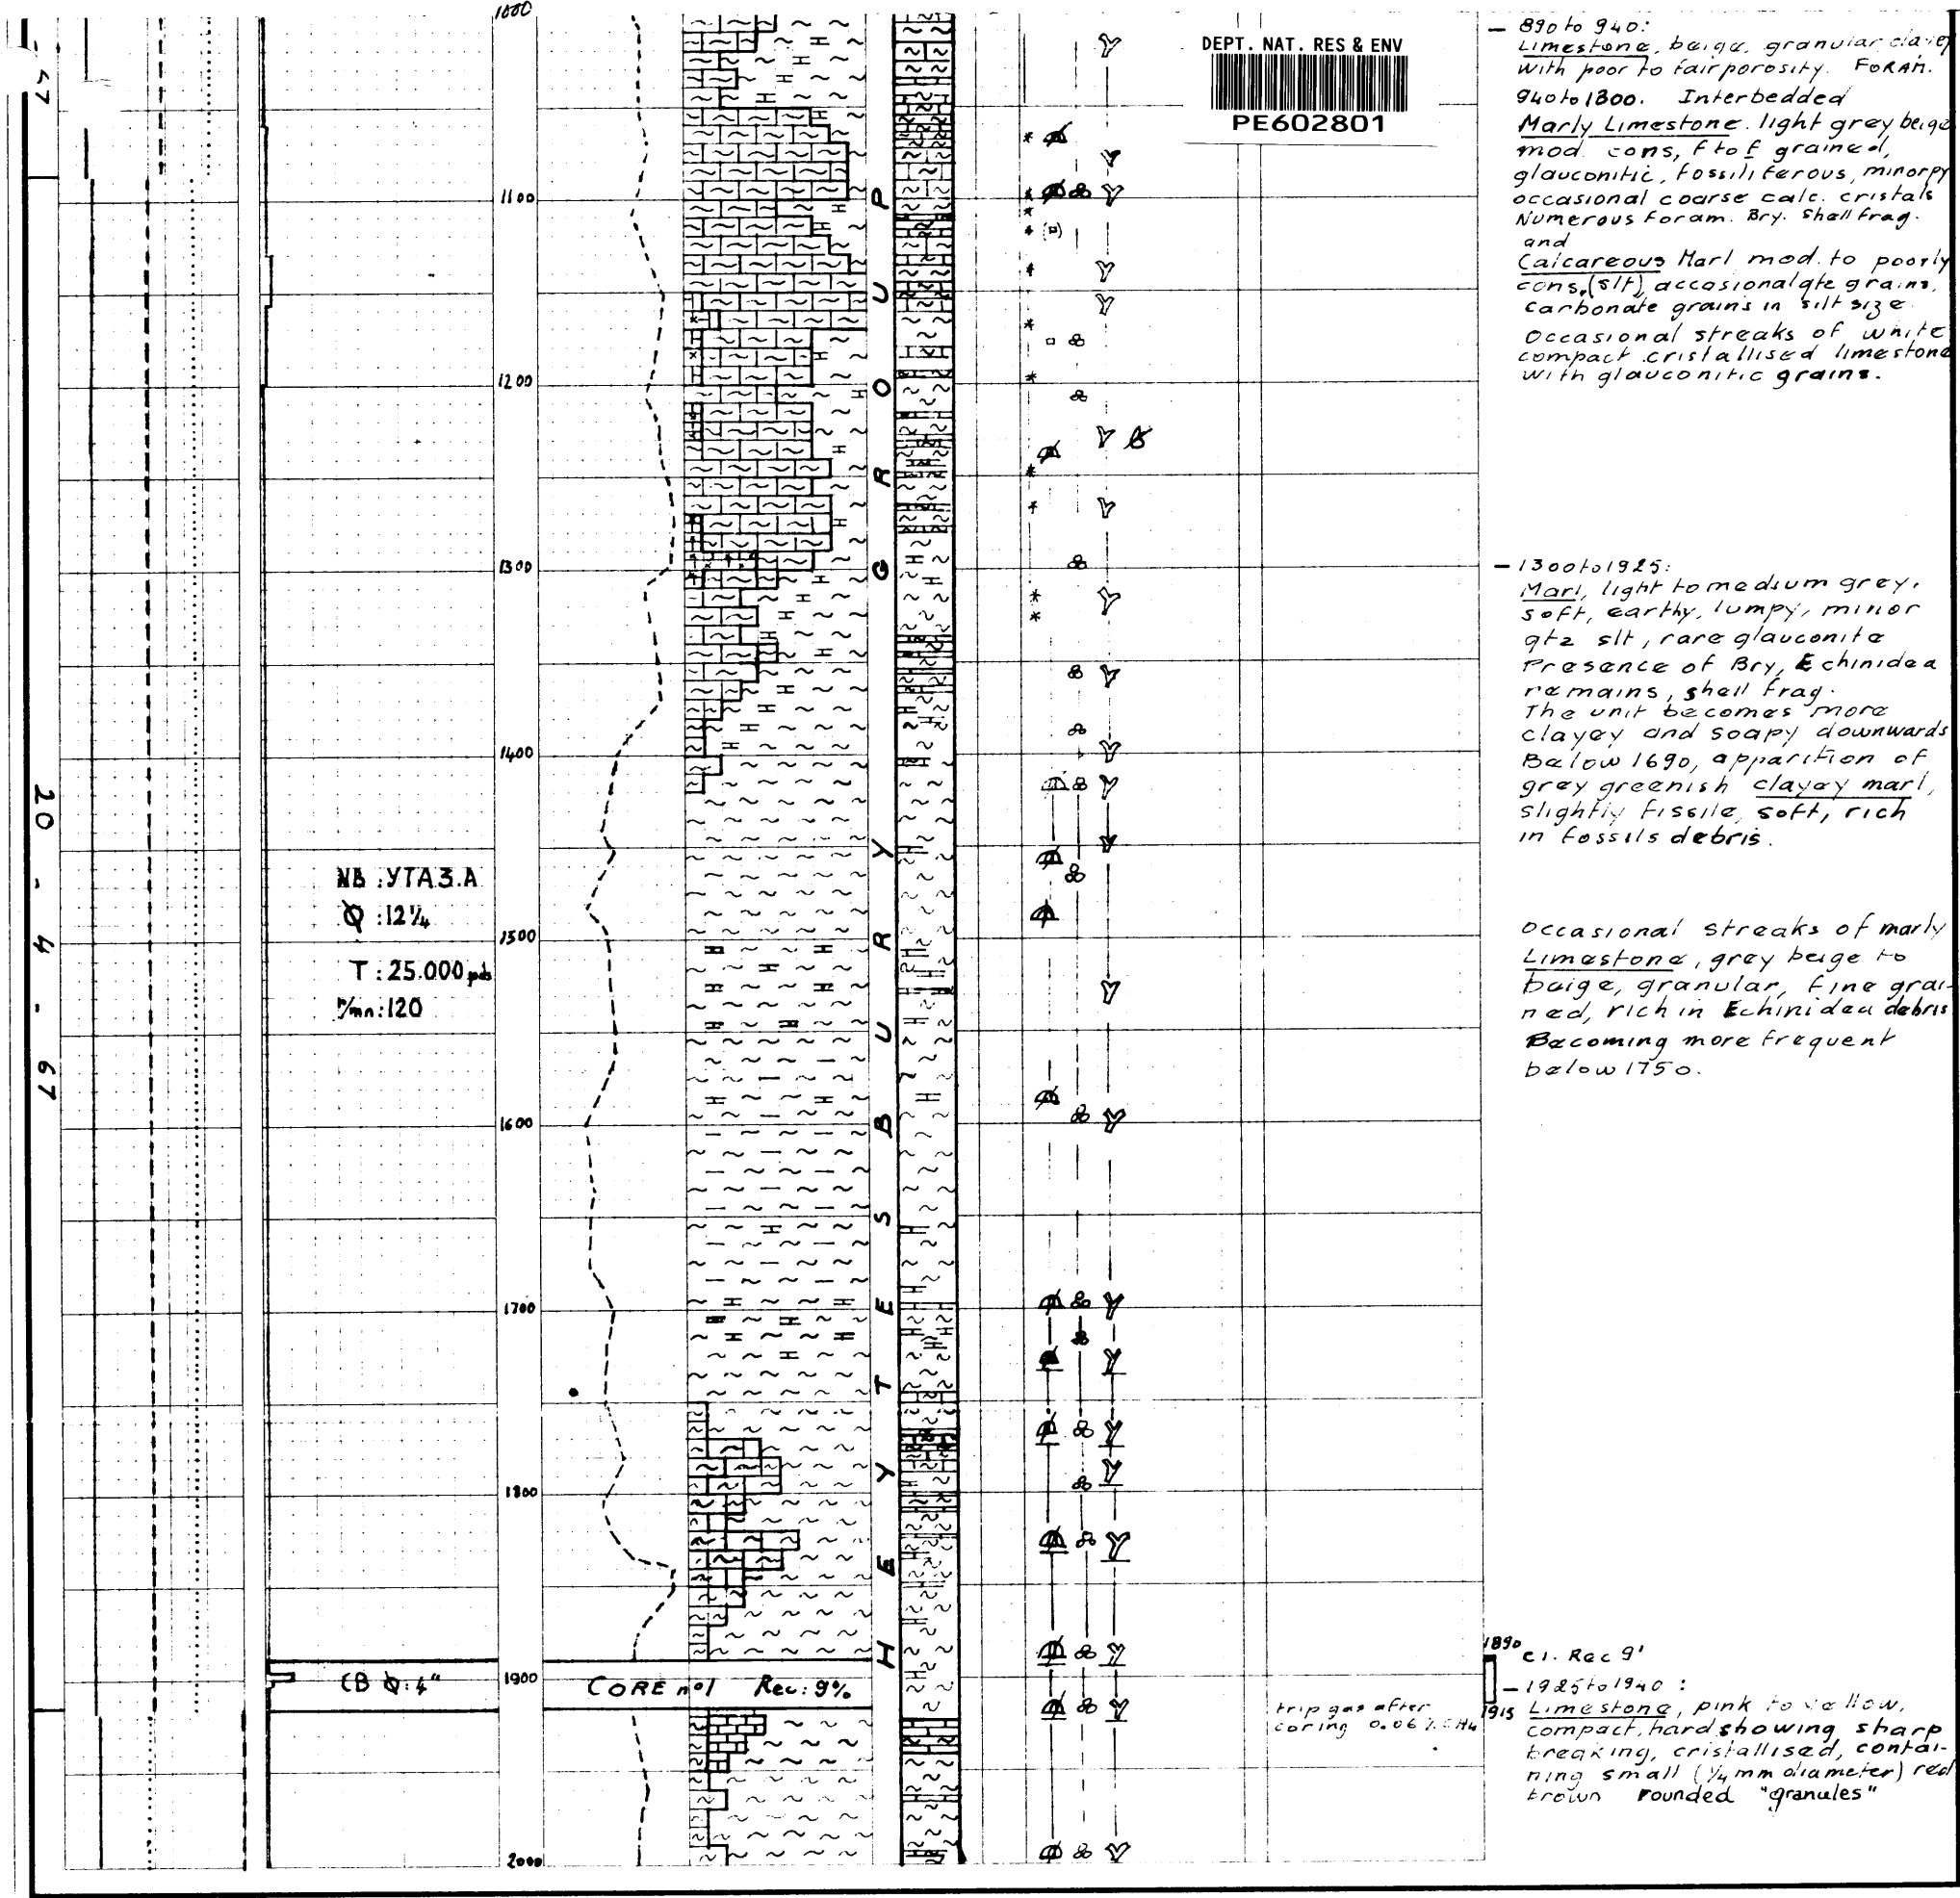 1000
DEPT. NAT. RES & ENV
PE602801
- 890 to 940:
Limestone, beige, granular clayey
with poor to fair porosity. FORAM.
940 to 1300. Interbedded
Marly Limestone. light grey beige
mod. cons, f to f grained,
glauconitic, fossiliferous, minor py
occasional coarse calc. cristals
Numerous Foram. Bry. Shell frag.
and
Calcareous Marl mod. to poorly
cons, (slt) accasional qte grains,
carbonate grains in silt size
Occasional streaks of white
compact cristallised limestone
with glauconitic grains.
1100
1200
1300
- 1300 to 1925:
Marl, light to medium grey,
soft, earthy, lumpy, minor
qtz slt, rare glauconite
Presence of Bry, Echinidea
remains, shell frag.
The unit becomes more
clayey and soapy downwards
Below 1690, apparition of
grey greenish clayey marl,
slightly fissile, soft, rich
in fossils debris.
1400
1500
Occasional streaks of marly
Limestone, grey beige to
baige, granular, fine grai-
ned, rich in Echinidea debris
Becoming more frequent
below 1750.
NB : YTA3.A
Ø : 12¼
T : 25.000 pds
r/mn : 120
1600
1700
1800
1900
2000
HEYTESBURY GROUP
47
20 - 4 - 67
CB Ø : 4"
CORE n°1 Rec : 9%
trip gas after
coring 0.06 % CH4
1890
C1. Rec 9'
1915
- 1925 to 1940 :
Limestone, pink to yellow,
compact, hard showing sharp
breaking, cristallised, contai-
ning small (¼ mm diameter) red
brown rounded "granules"